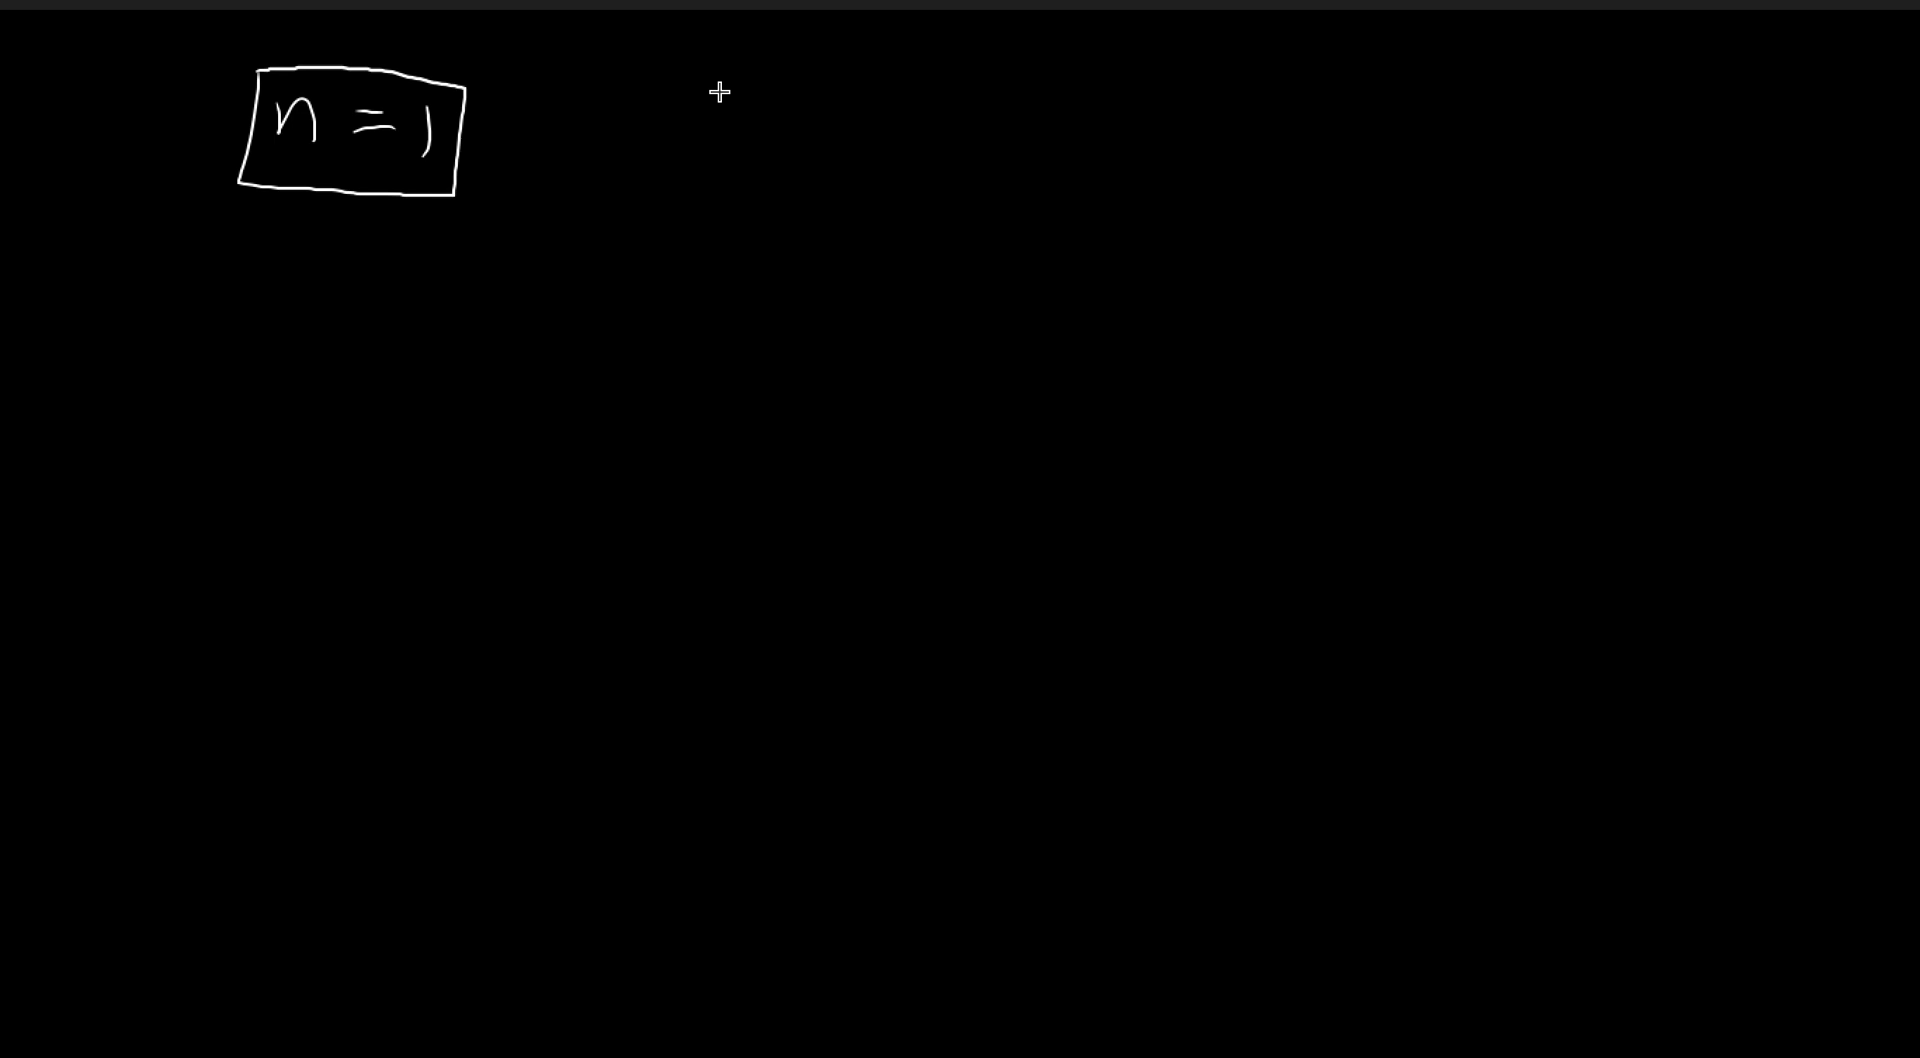 n = 1